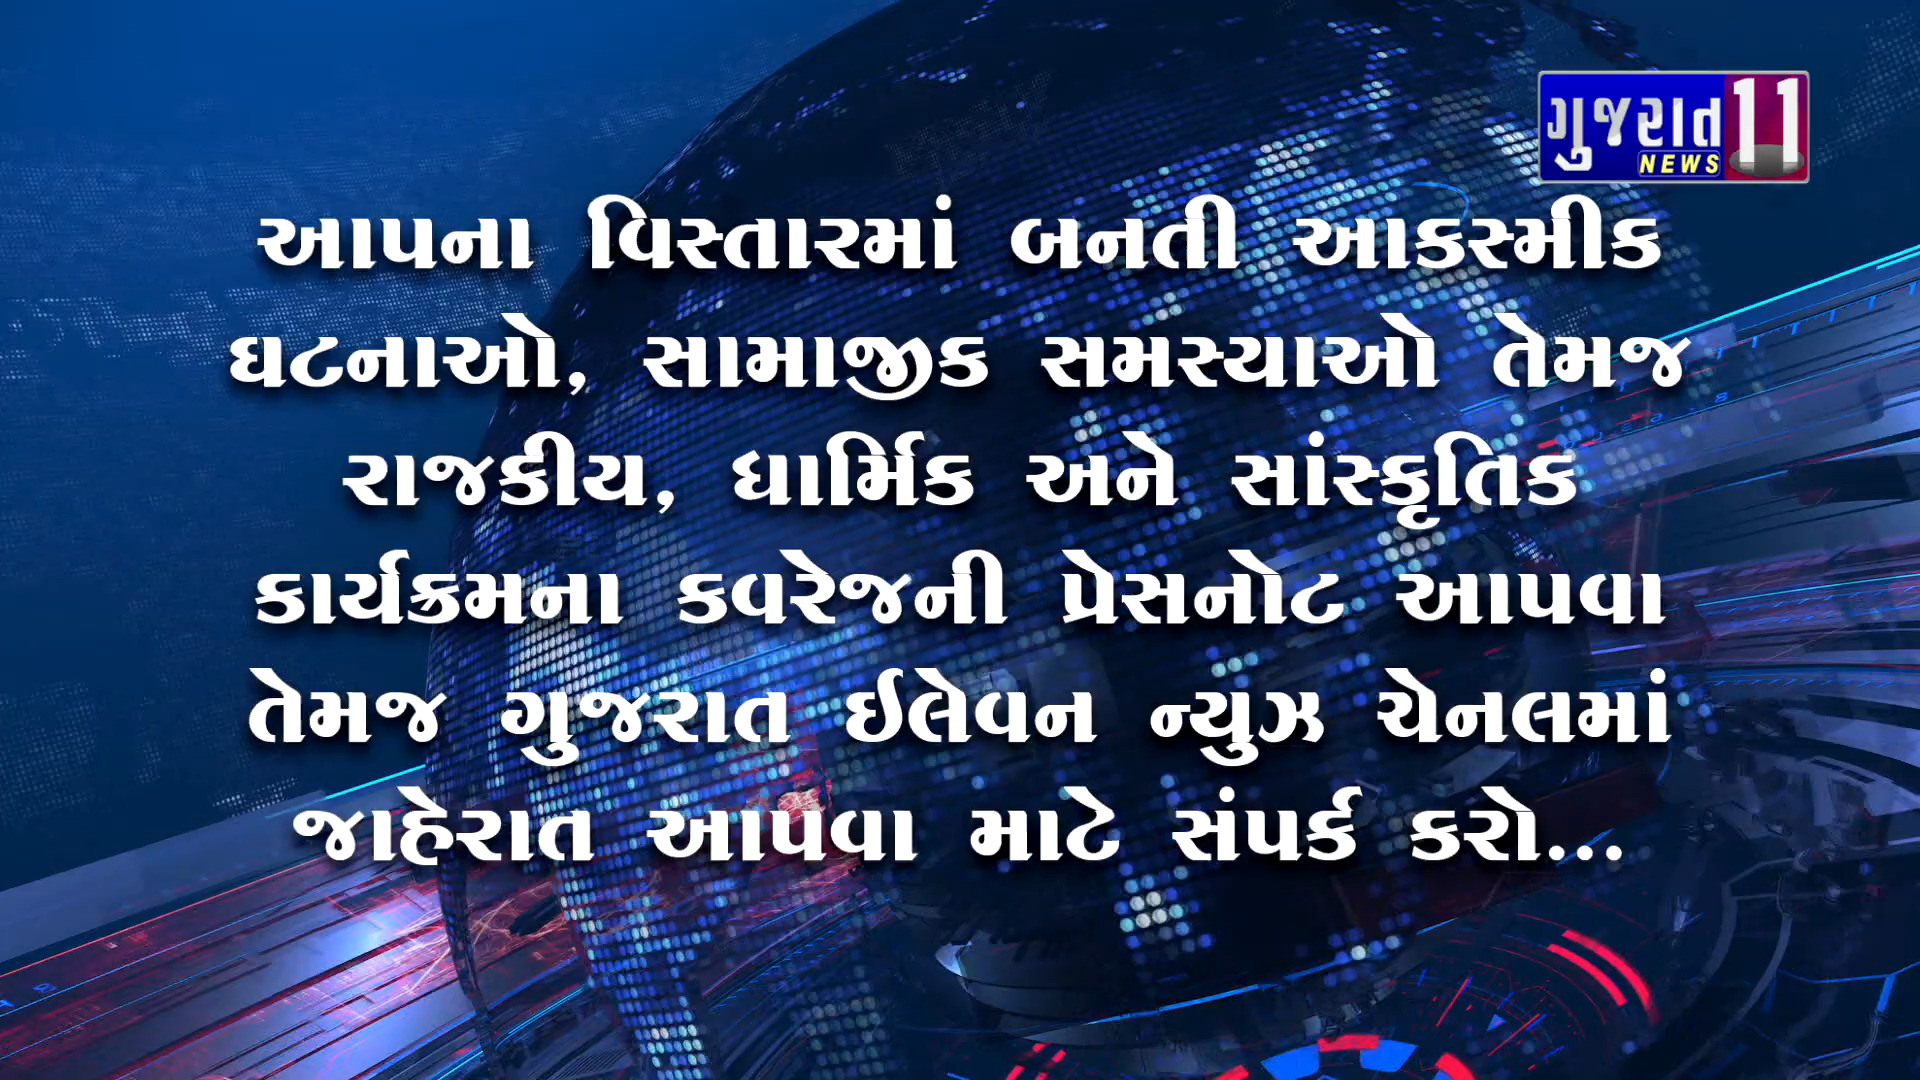 ગુજરાત 11
NEWS
આપના વિસ્તારમાં બનતી આકસ્મીક
ઘટનાઓ, સામાજીક સમસ્યાઓ તેમજ
રાજકીય, ધાર્મિક અને સાંસ્કૃતિક
કાર્યક્રમના કવરેજની પ્રેસનોટ આપવા
તેમજ ગુજરાત ઈલેવન ન્યુઝ ચેનલમાં
જાહેરાત આપવા માટે સંપર્ક કરો...